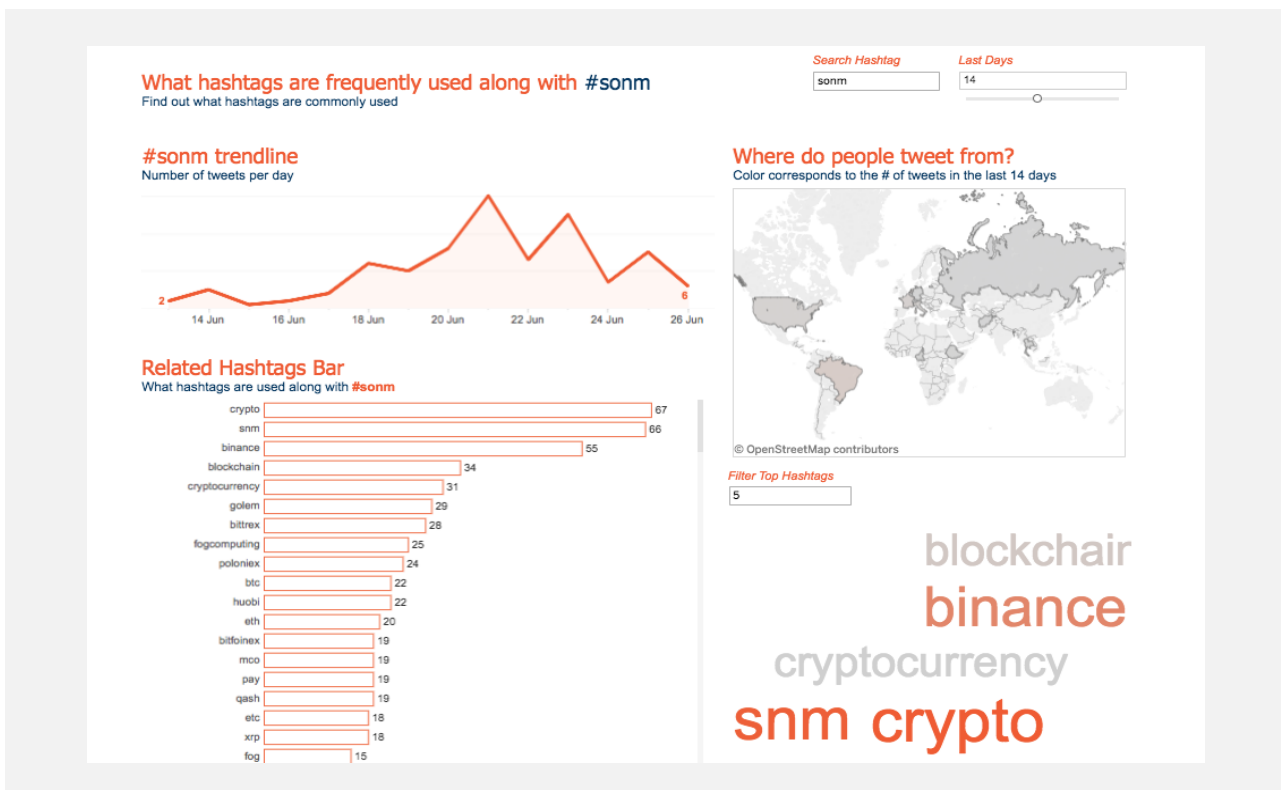 What hashtags are frequently used along with #sonm
Find out what hashtags are commonly used
Search Hashtag
sonm
Last Days
14
#sonm trendline
Number of tweets per day
2
6
14 Jun
16 Jun
18 Jun
20 Jun
22 Jun
24 Jun
26 Jun
Related Hashtags Bar
What hashtags are used along with #sonm
crypto 67
snm 66
binance 55
blockchain 34
cryptocurrency 31
golem 29
bittrex 28
fogcomputing 25
poloniex 24
btc 22
huobi 22
eth 20
bitfoinex 19
mco 19
pay 19
qash 19
etc 18
xrp 18
fog 15
Where do people tweet from?
Color corresponds to the # of tweets in the last 14 days
© OpenStreetMap contributors
Filter Top Hashtags
5
blockchair
binance
cryptocurrency
snm crypto